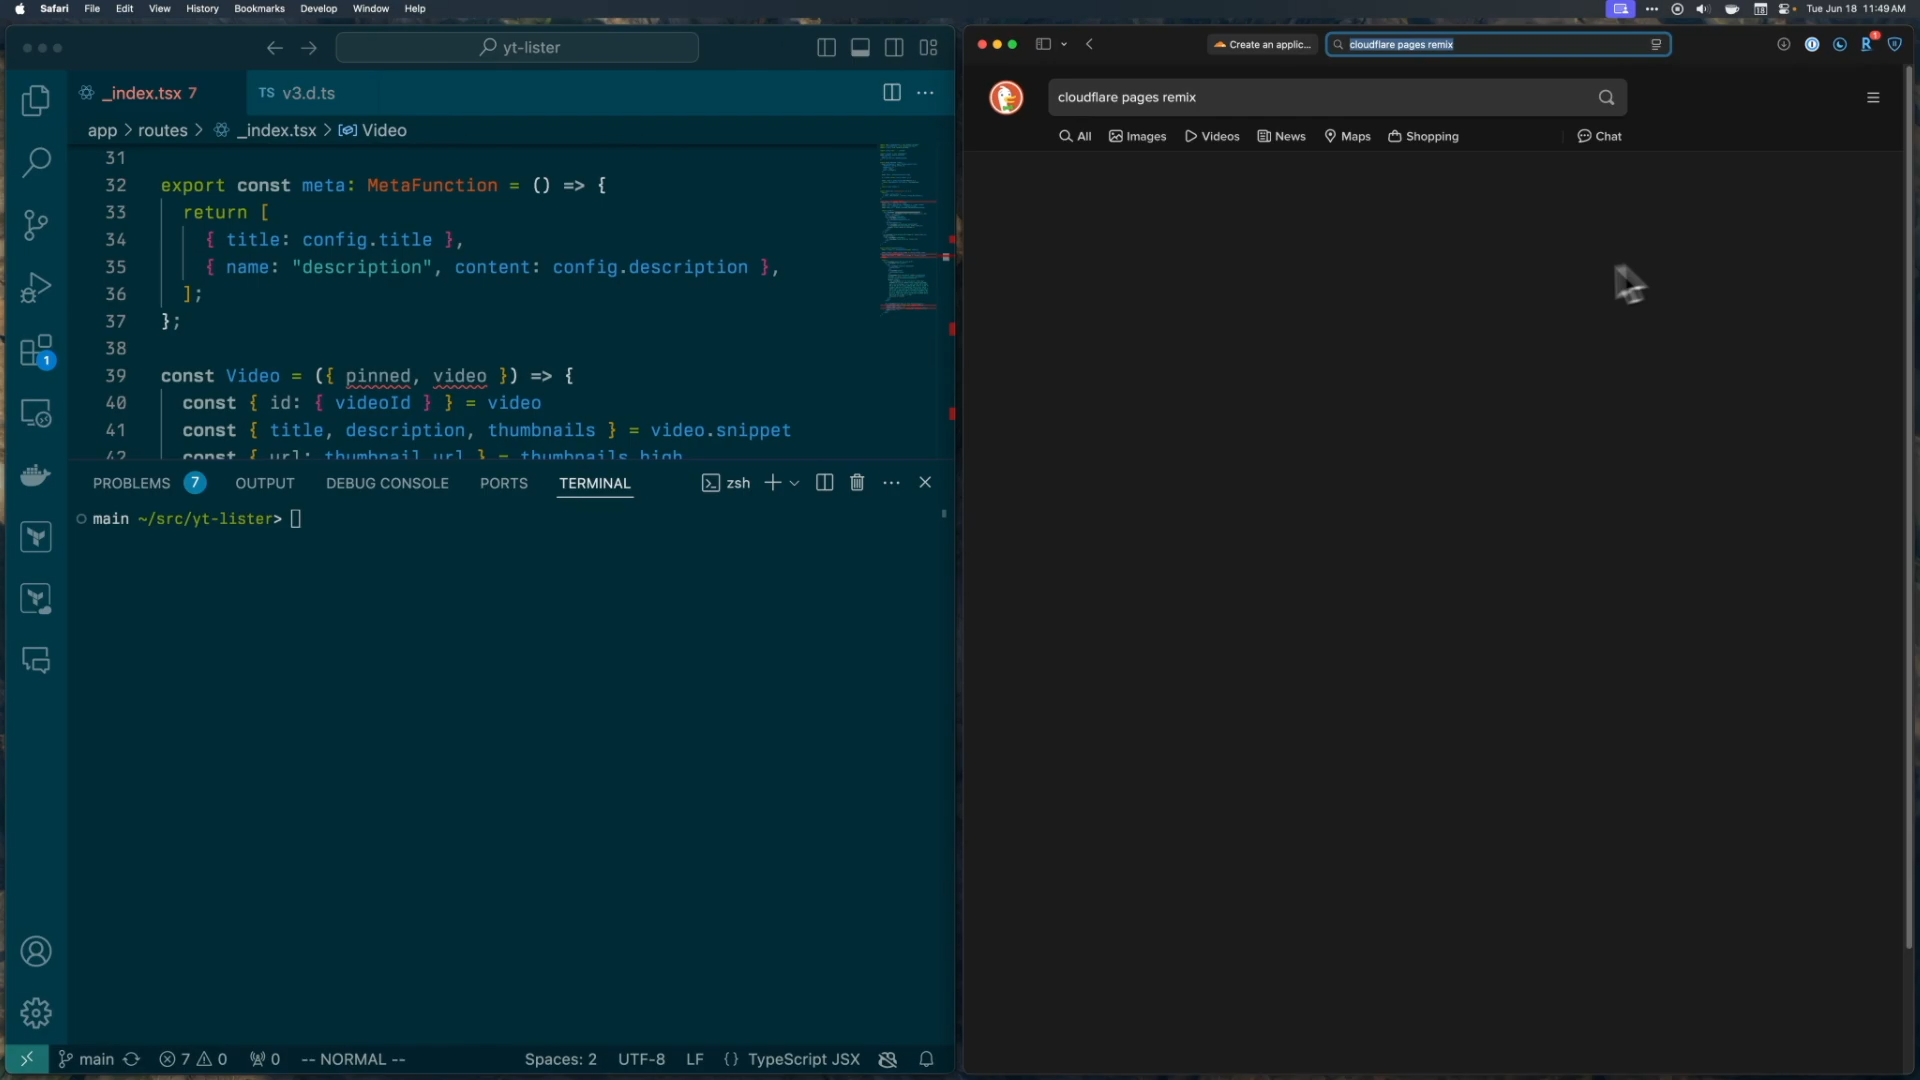 Safari File Edit View History Bookmarks Develop Window Help
Tue Jun 18 11:49 AM
yt-lister
_index.tsx 7
TS v3.d.ts
app > routes > _index.tsx > Video
31
32 export const meta: MetaFunction = () => {
33 return [
34 { title: config.title },
35 { name: "description", content: config.description },
36 ];
37 };
38
39 const Video = ({ pinned, video }) => {
40 const { id: { videoId } } = video
41 const { title, description, thumbnails } = video.snippet
42 const { url: thumbnail_url } = thumbnails.high
1
PROBLEMS 7 OUTPUT DEBUG CONSOLE PORTS TERMINAL
zsh
main ~/src/yt-lister>
main 7 0 0 -- NORMAL -- Spaces: 2 UTF-8 LF {} TypeScript JSX
Create an applic...
cloudflare pages remix
1
cloudflare pages remix
All Images Videos News Maps Shopping Chat